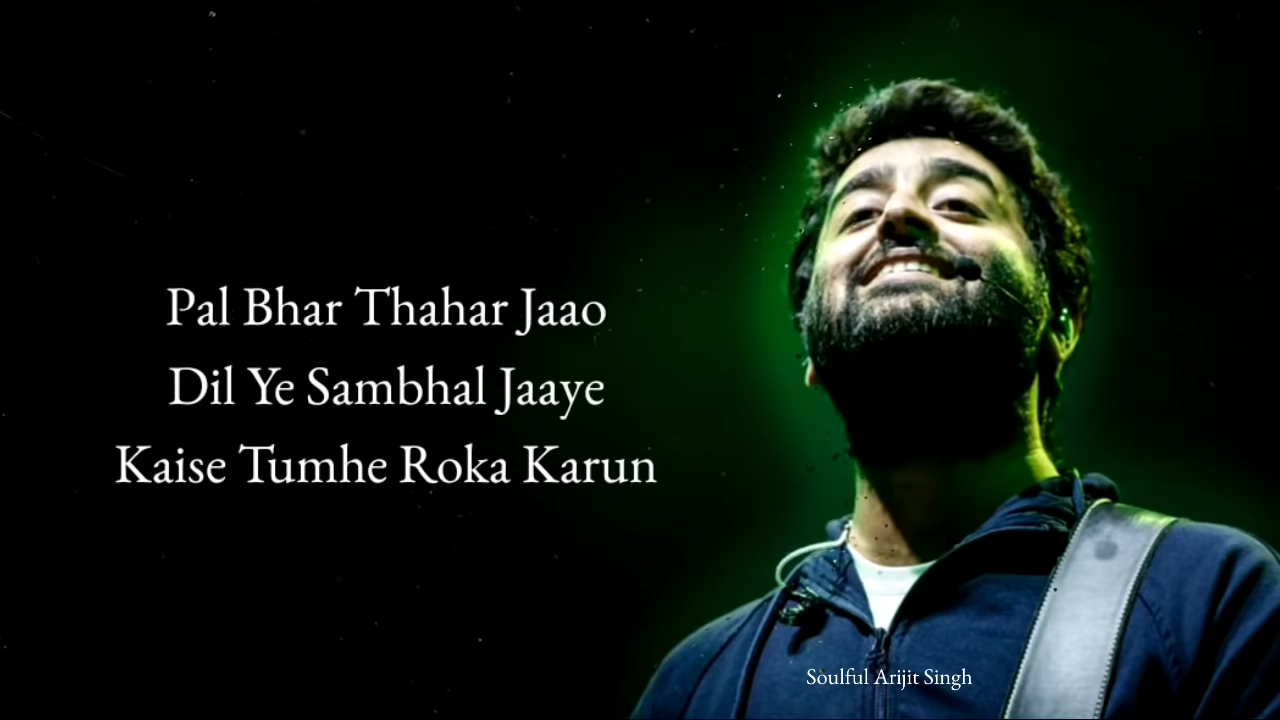 Pal Bhar Thahar Jaao
Dil Ye Sambhal Jaaye
Kaise Tumhe Roka Karun
Soulful Arijit Singh